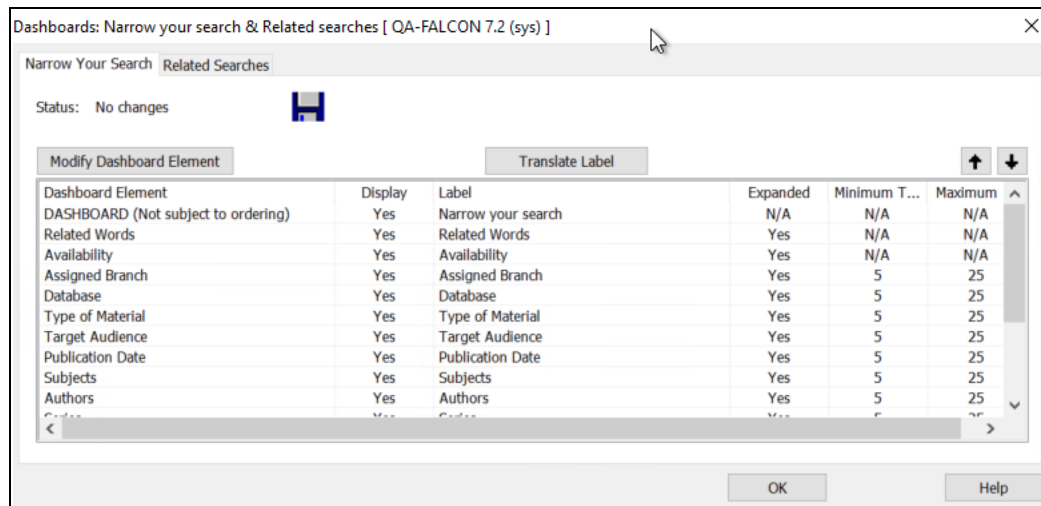 Dashboards: Narrow your search & Related searches [ QA-FALCON 7.2 (sys) ]
Narrow Your Search Related Searches
Status: No changes
Modify Dashboard Element Translate Label
Dashboard Element Display Label Expanded Minimum T... Maximum
DASHBOARD (Not subject to ordering) Yes Narrow your search N/A N/A N/A
Related Words Yes Related Words Yes N/A N/A
Availability Yes Availability Yes N/A N/A
Assigned Branch Yes Assigned Branch Yes 5 25
Database Yes Database Yes 5 25
Type of Material Yes Type of Material Yes 5 25
Target Audience Yes Target Audience Yes 5 25
Publication Date Yes Publication Date Yes 5 25
Subjects Yes Subjects Yes 5 25
Authors Yes Authors Yes 5 25
OK Help